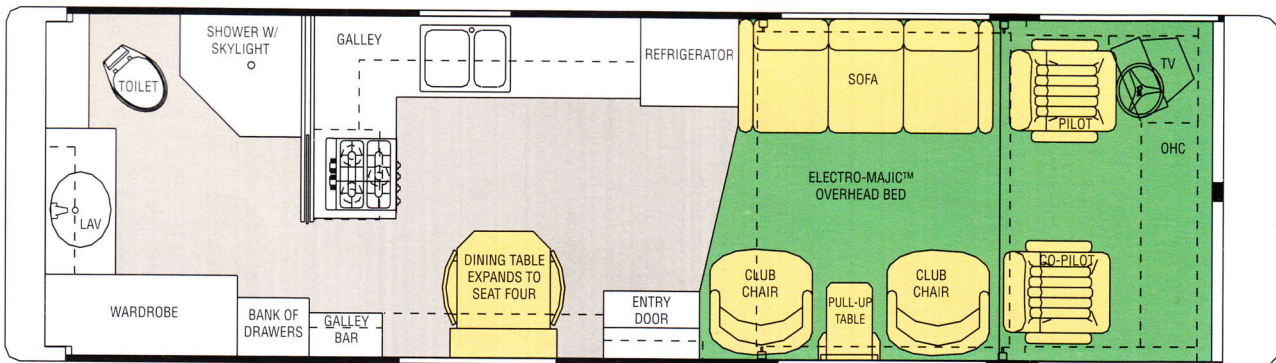 SHOWER W/
SKYLIGHT
GALLEY
REFRIGERATOR
SOFA
TV
TOILET
PILOT
OHC
ELECTRO-MAJIC™
OVERHEAD BED
LAV
DINING TABLE
EXPANDS TO
SEAT FOUR
CLUB
CHAIR
CLUB
CHAIR
CO-PILOT
PULL-UP
TABLE
WARDROBE
BANK OF
DRAWERS
GALLEY
BAR
ENTRY
DOOR